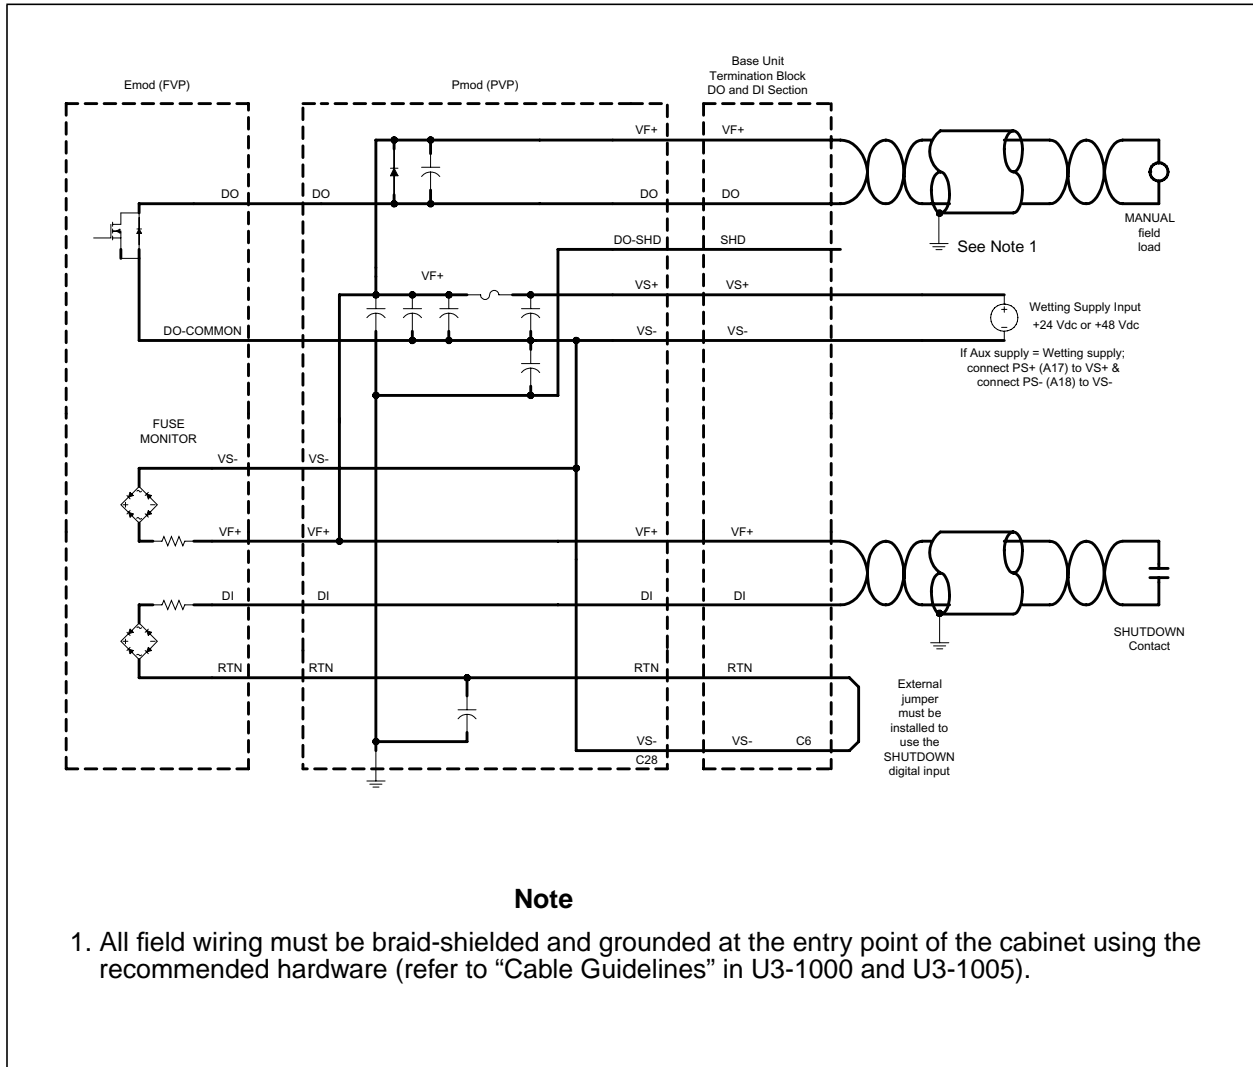 Base Unit
Termination Block
DO and DI Section
Emod (FVP)
Pmod (PVP)
VF+
VF+
DO
DO
DO
DO
MANUAL
field
load
DO-SHD
SHD
See Note 1
VF+
VS+
VS+
+
−
Wetting Supply Input
+24 Vdc or +48 Vdc
DO-COMMON
VS-
VS-
If Aux supply = Wetting supply;
connect PS+ (A17) to VS+ &
connect PS- (A18) to VS-
FUSE
MONITOR
VS-
VS-
VF+
VF+
VF+
VF+
DI
DI
DI
DI
SHUTDOWN
Contact
RTN
RTN
RTN
RTN
External
jumper
must be
installed to
use the
SHUTDOWN
digital input
VS-
VS-
C6
C28
Note
1. All field wiring must be braid-shielded and grounded at the entry point of the cabinet using the
recommended hardware (refer to “Cable Guidelines” in U3-1000 and U3-1005).